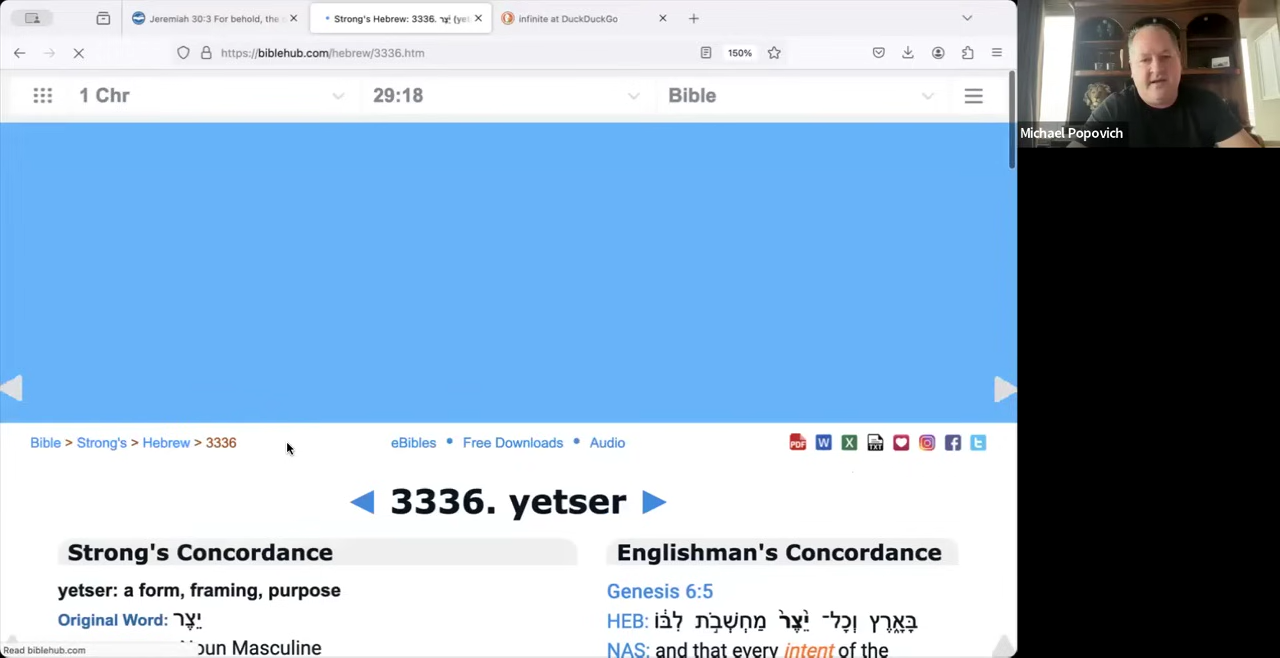 Jeremiah 30:3 For behold, the
Strong's Hebrew: 3336. יֵ֫צֶר (yet
infinite at DuckDuckGo
https://biblehub.com/hebrew/3336.htm
150%
1 Chr
29:18
Bible
Michael Popovich
Bible > Strong's > Hebrew > 3336
eBibles • Free Downloads • Audio
PDF W X TXT
3336. yetser
Strong's Concordance
yetser: a form, framing, purpose
Original Word: יֵצֶר
oun Masculine
Englishman's Concordance
Genesis 6:5
HEB: בָּאָ֑רֶץ וְכָל־ יֵ֙צֶר֙ מַחְשְׁבֹ֣ת לִבּ֔וֹ
NAS: and that every intent of the
Read biblehub.com